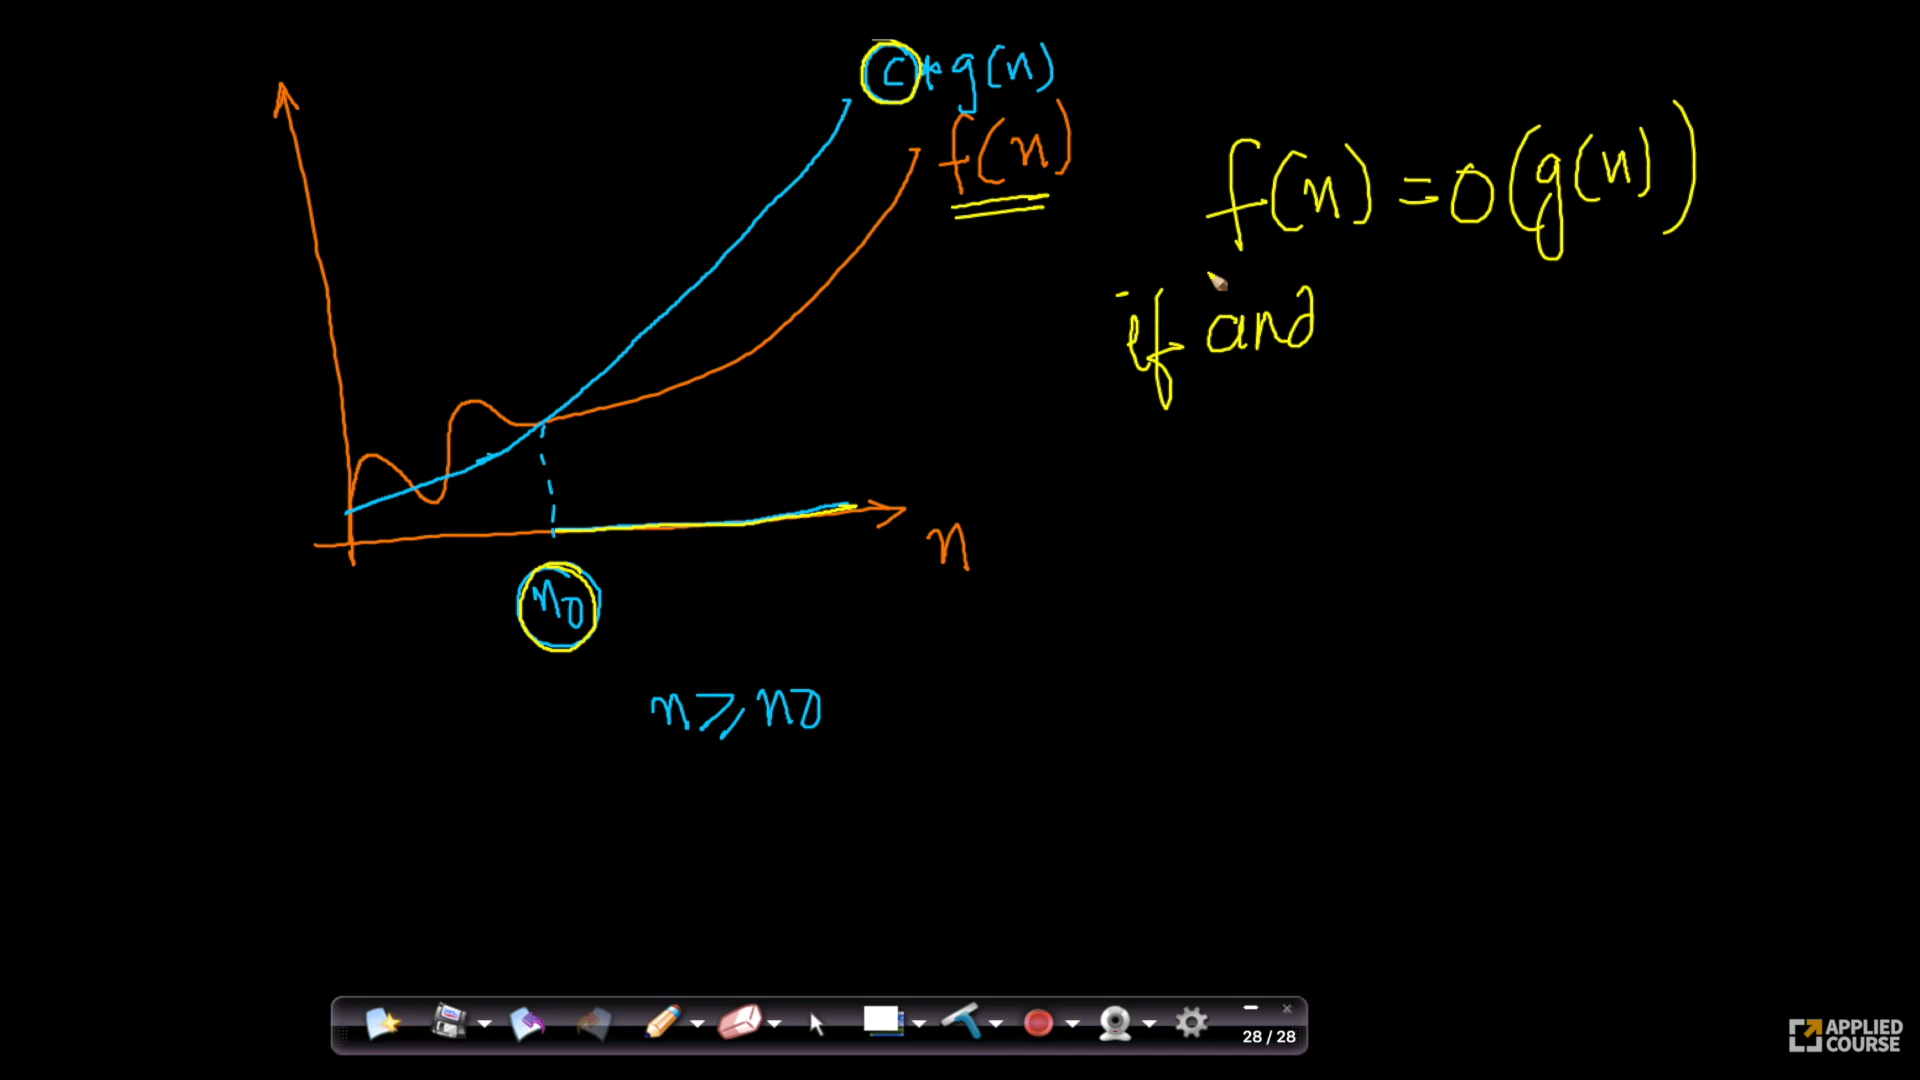 C * g(n)
f(n)
f(n) = O(g(n))
if and
n
n0
n ≥ n0
28 / 28
APPLIED
COURSE